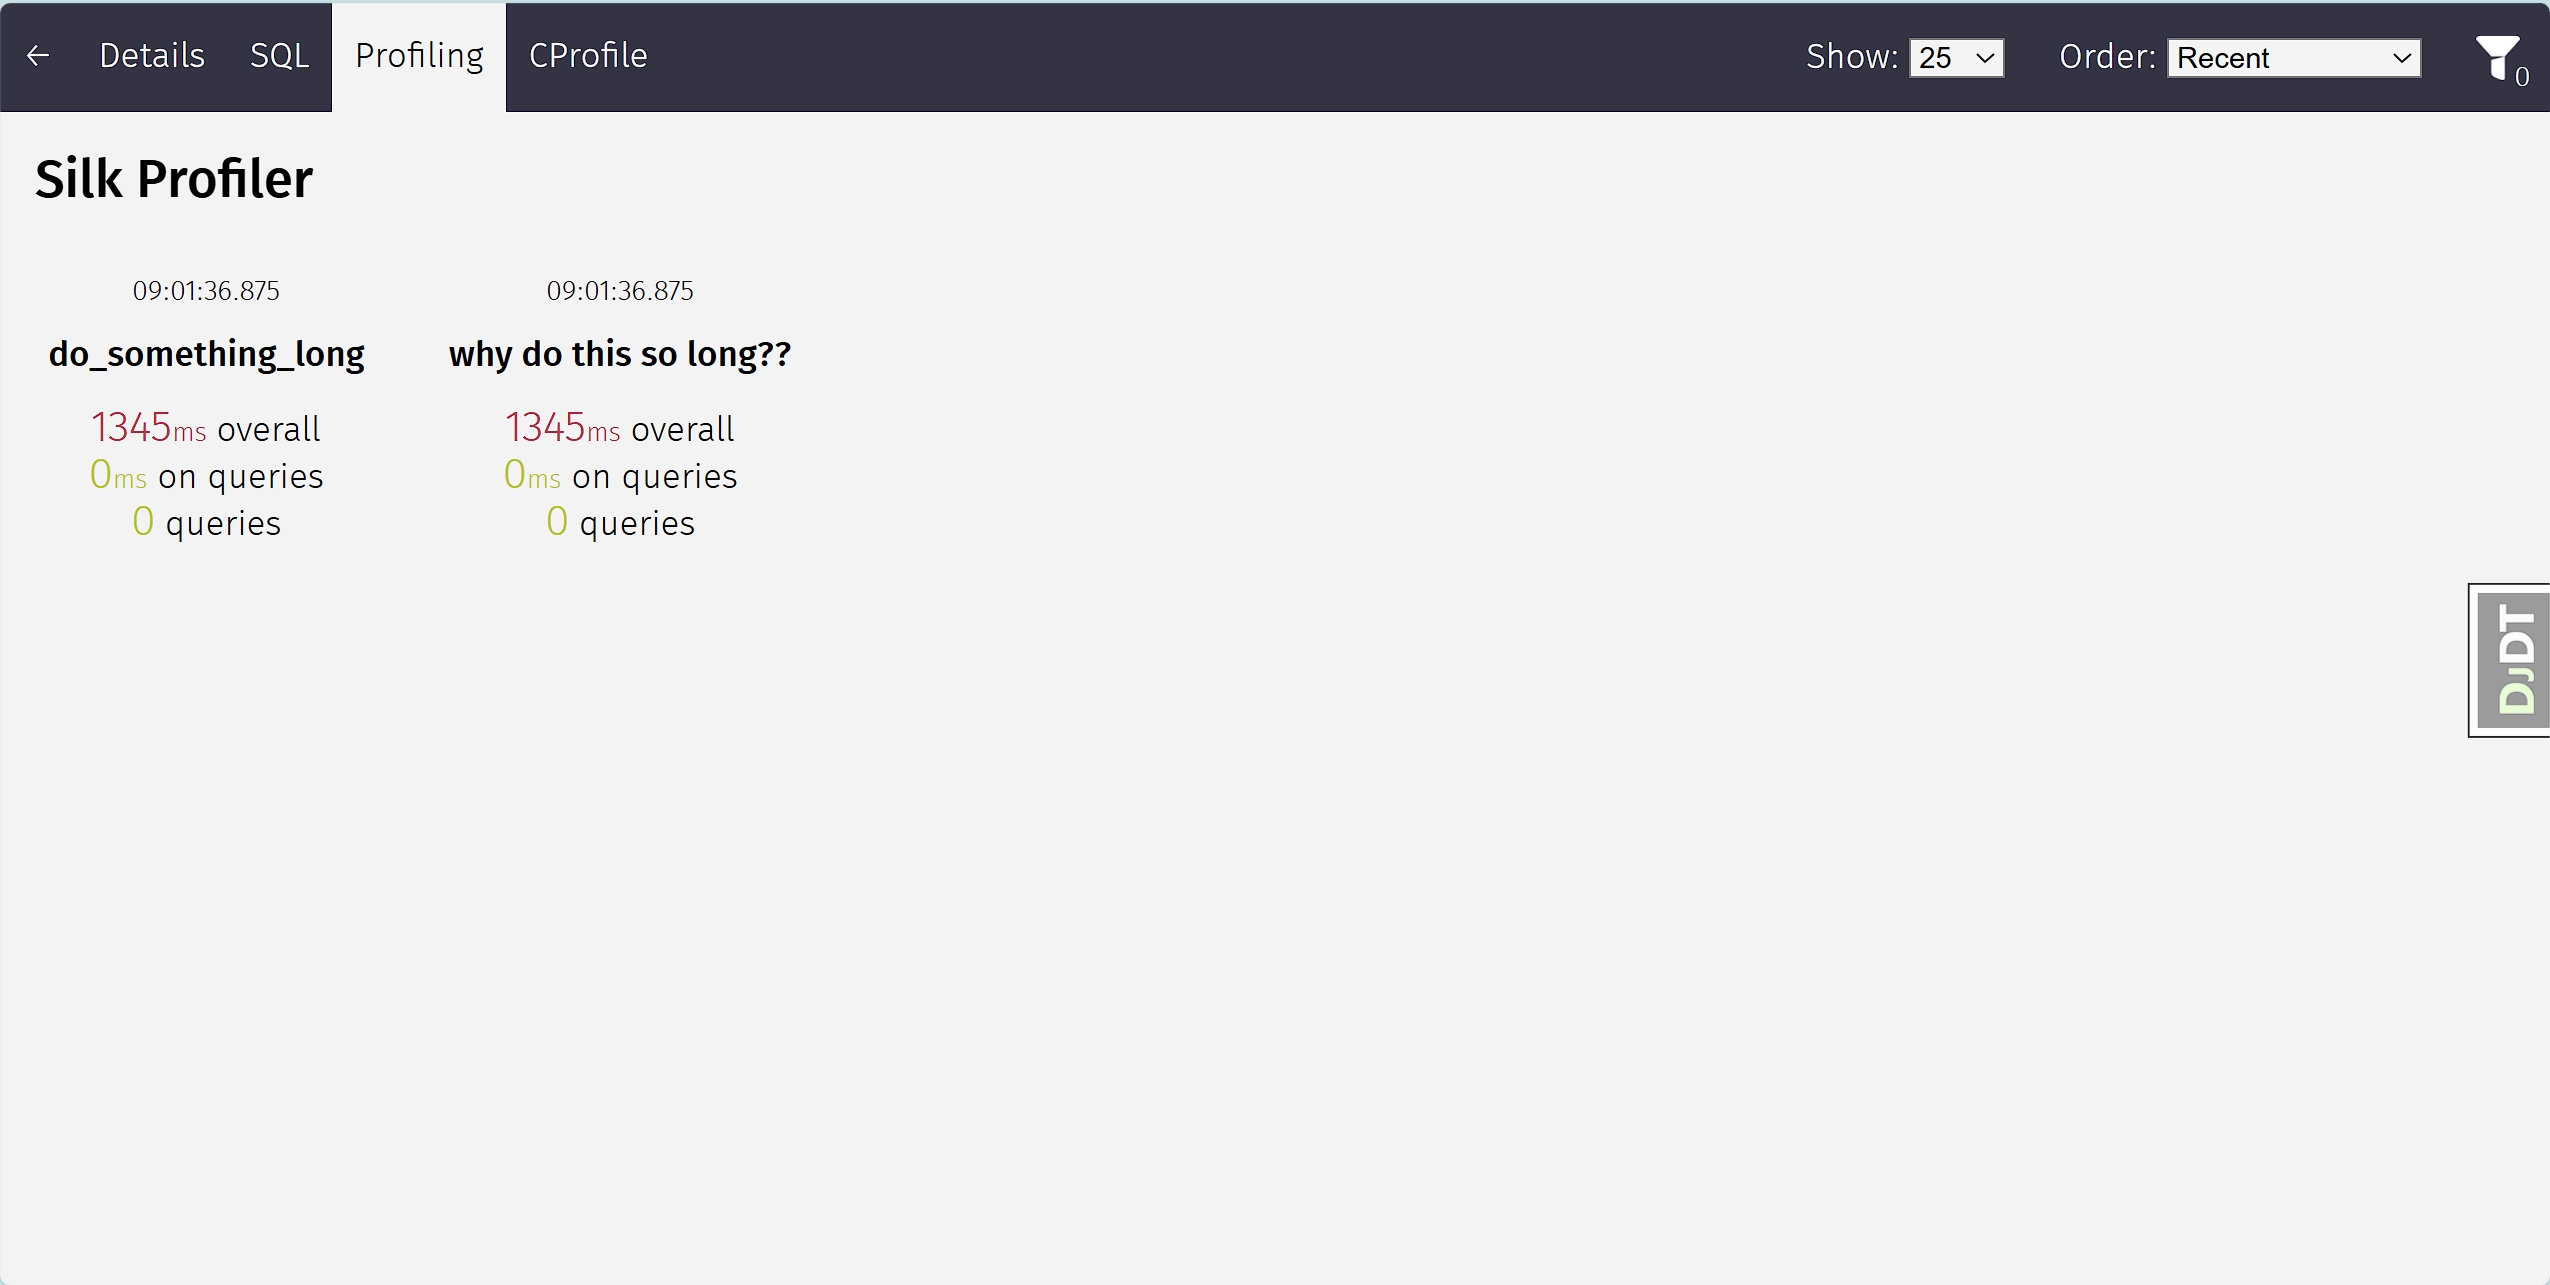 ← Details SQL Profiling CProfile Show: 25 Order: Recent 0
Silk Profiler
09:01:36.875 09:01:36.875
do_something_long why do this so long??
1345ms overall 1345ms overall
0ms on queries 0ms on queries
0 queries 0 queries
DJDT